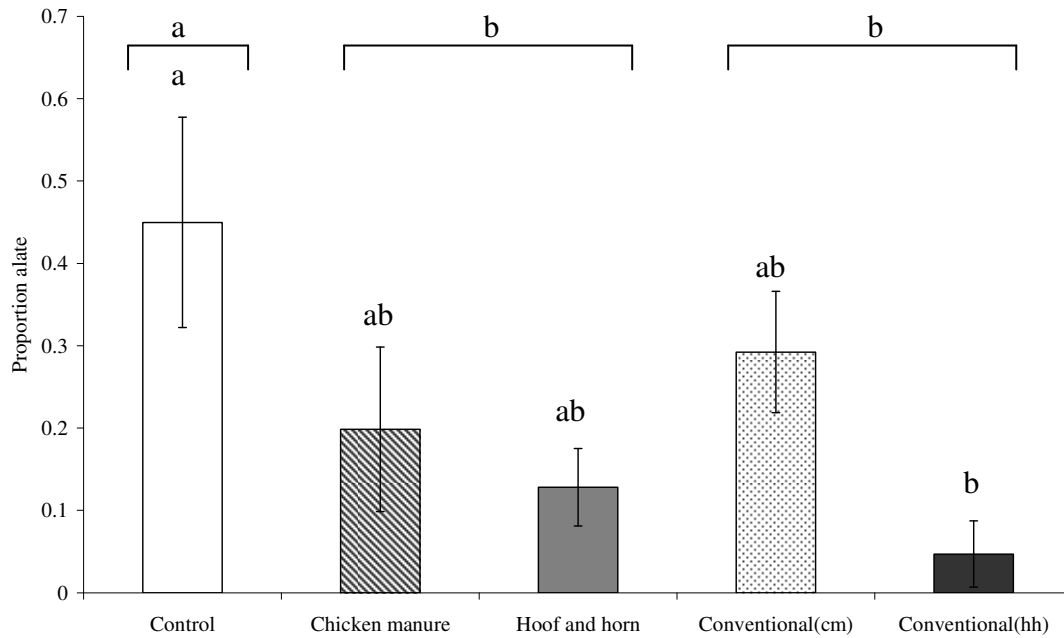 0.7
a
b
b
a
0.6
0.5
ab
0.4
Proportion alate
ab
0.3
ab
0.2
b
0.1
0
Control
Chicken manure
Hoof and horn
Conventional(cm)
Conventional(hh)